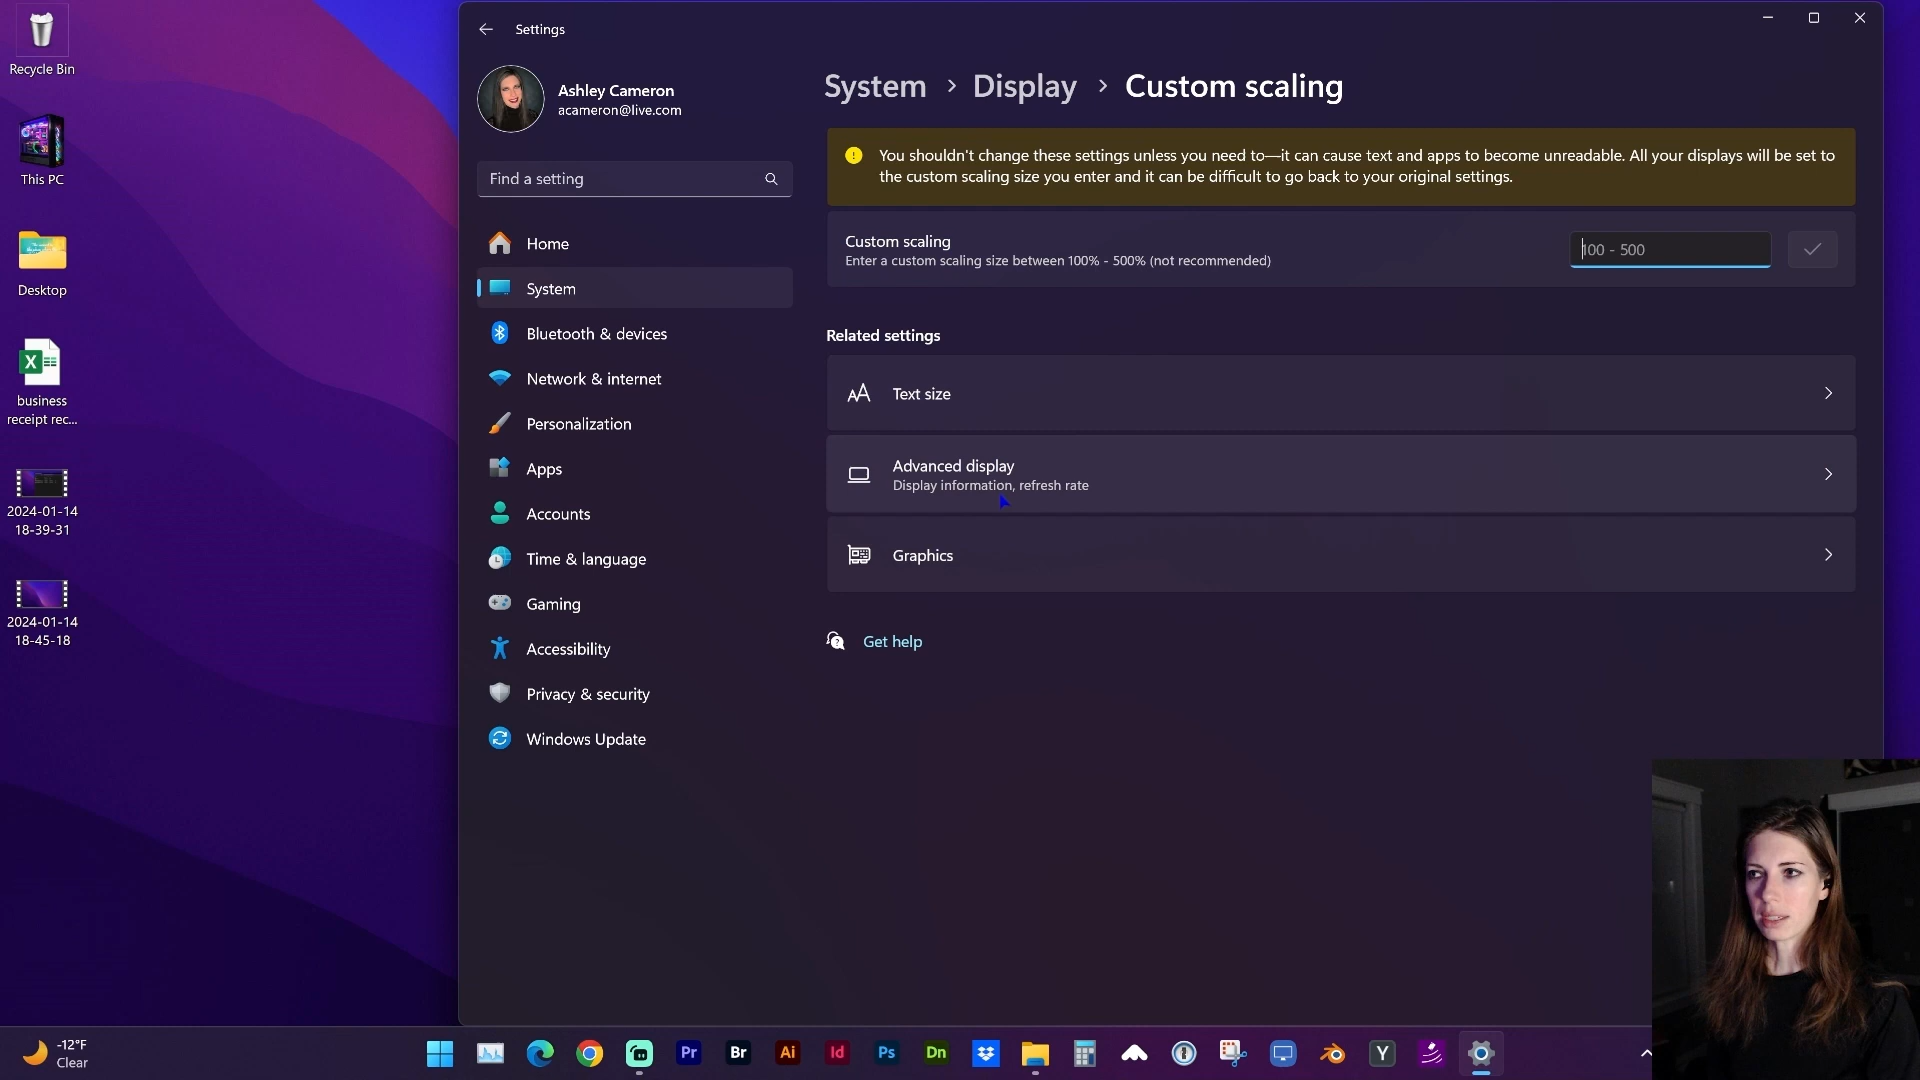 Recycle Bin
This PC
Desktop
business
receipt rec...
2024-01-14
18-39-31
2024-01-14
18-45-18
Settings
Ashley Cameron
acameron@live.com
Find a setting
Home
System
Bluetooth & devices
Network & internet
Personalization
Apps
Accounts
Time & language
Gaming
Accessibility
Privacy & security
Windows Update
System > Display > Custom scaling
You shouldn't change these settings unless you need to—it can cause text and apps to become unreadable. All your displays will be set to
the custom scaling size you enter and it can be difficult to go back to your original settings.
Custom scaling
Enter a custom scaling size between 100% - 500% (not recommended)
100 - 500
Related settings
Text size
Advanced display
Display information, refresh rate
Graphics
Get help
-12°F
Clear
Pr
Br
Ai
Id
Ps
Dn
Y